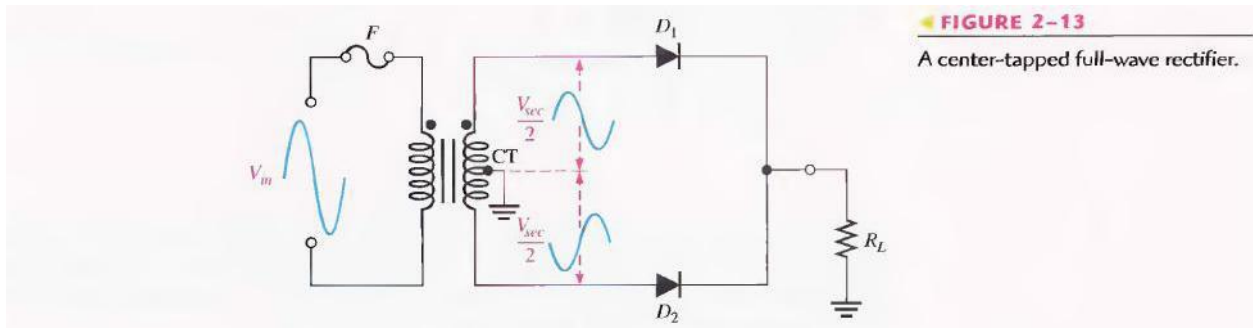 FIGURE 2–13
A center-tapped full-wave rectifier.
F
D1
Vsec
2
CT
Vin
Vsec
2
RL
D2